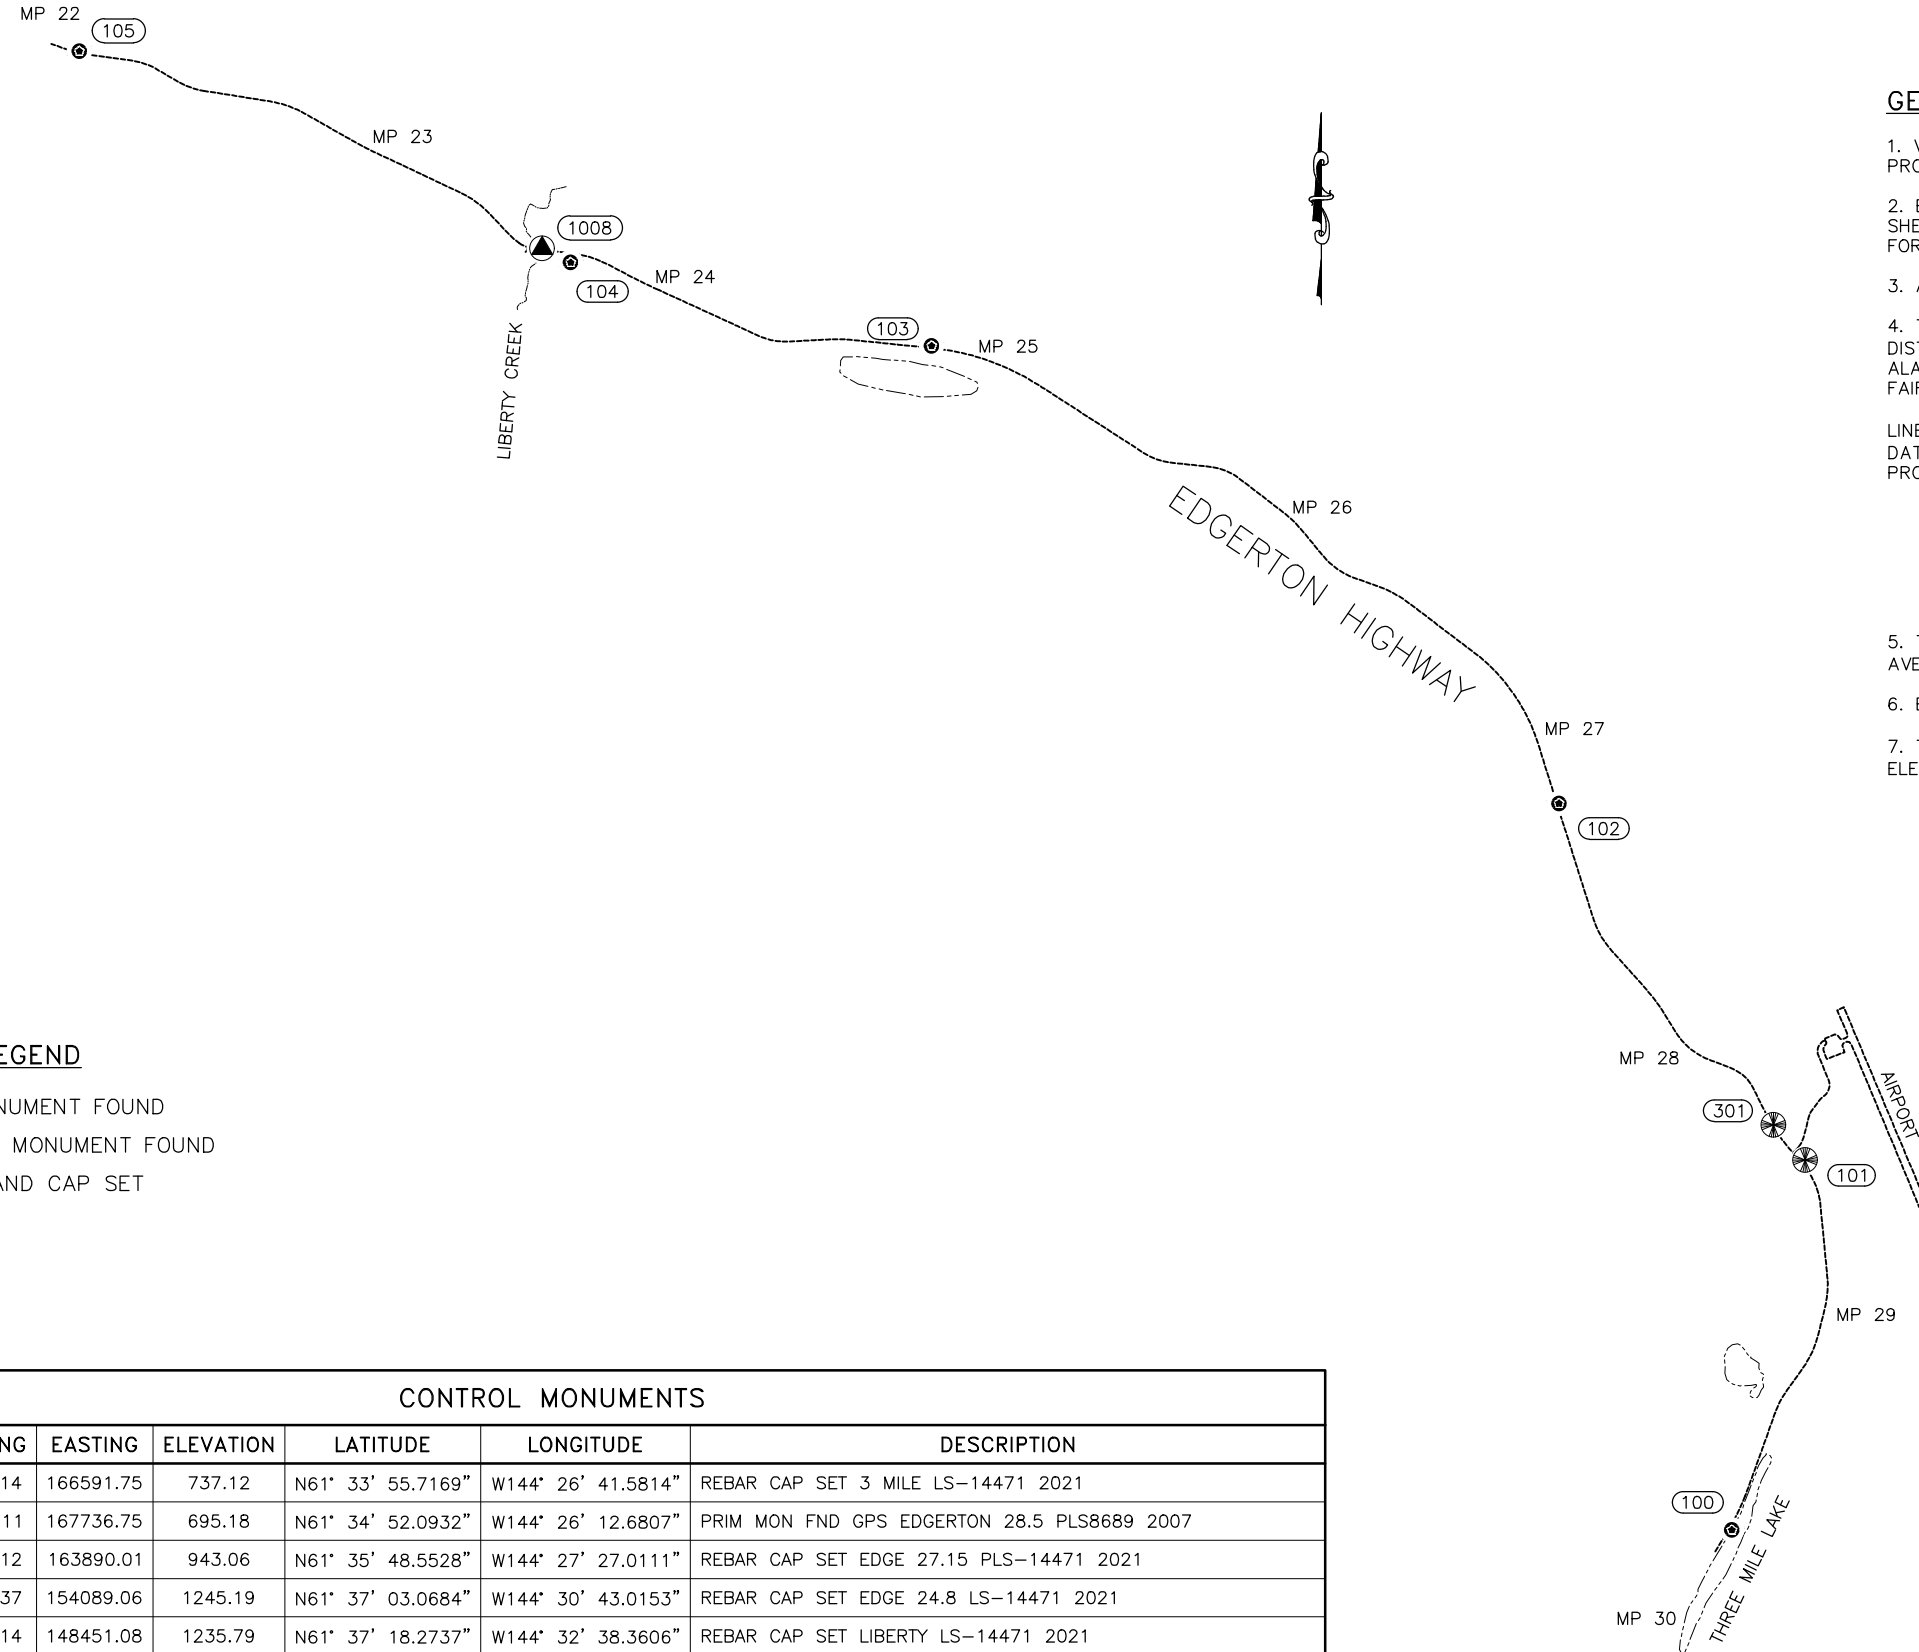 MP 22
105
MP 23
1008
104
MP 24
LIBERTY CREEK
103
MP 25
EDGERTON HIGHWAY
MP 26
MP 27
102
MP 28
301
101
AIRPORT
MP 29
100
MP 30
THREE MILE LAKE
GE
1. V
PRO
2. E
SHE
FOR
3. A
4. T
DIST
ALA
FAIR
LINE
DAT
PRO
5. T
AVE
6. E
7. T
ELE
EGEND
NUMENT FOUND
MONUMENT FOUND
AND CAP SET
CONTROL MONUMENTS
NG EASTING ELEVATION LATITUDE LONGITUDE DESCRIPTION
14 166591.75 737.12 N61° 33' 55.7169" W144° 26' 41.5814" REBAR CAP SET 3 MILE LS-14471 2021
11 167736.75 695.18 N61° 34' 52.0932" W144° 26' 12.6807" PRIM MON FND GPS EDGERTON 28.5 PLS8689 2007
12 163890.01 943.06 N61° 35' 48.5528" W144° 27' 27.0111" REBAR CAP SET EDGE 27.15 PLS-14471 2021
37 154089.06 1245.19 N61° 37' 03.0684" W144° 30' 43.0153" REBAR CAP SET EDGE 24.8 LS-14471 2021
14 148451.08 1235.79 N61° 37' 18.2737" W144° 32' 38.3606" REBAR CAP SET LIBERTY LS-14471 2021